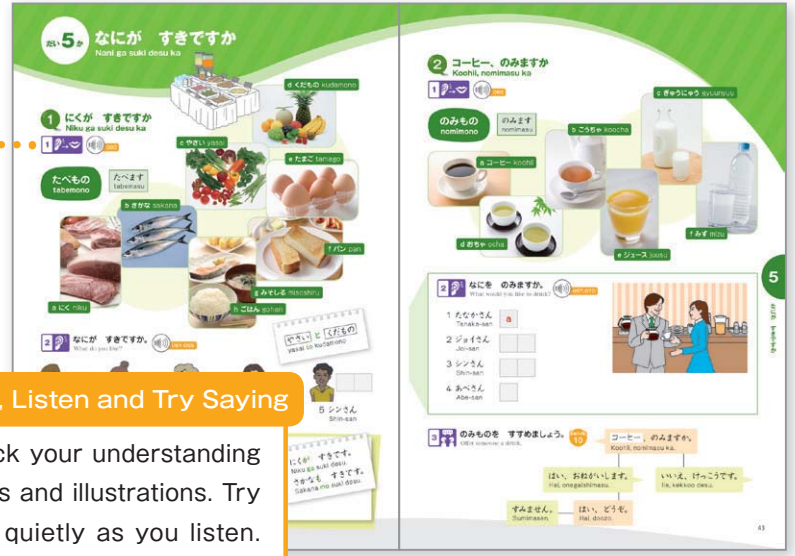 だい5か
なにが すきですか
Nani ga suki desu ka
1 にくが すきですか
Niku ga suki desu ka
1
たべもの
tabemono
たべます
tabemasu
d くだもの kudamono
c やさい yasai
e たまご tamago
b さかな sakana
f パン pan
a にく niku
g みそしる misoshiru
h ごはん gohan
2 なにが すきですか。
What do you like?
やさい と くだもの
yasai to kudamono
5 シンさん
Shin-san
にくが すきです。
Niku ga suki desu.
さかなも すきです。
Sakana mo suki desu.
, Listen and Try Saying
ck your understanding
s and illustrations. Try
quietly as you listen.
2 コーヒー、のみますか
Koohii, nomimasu ka
1
のみもの
nomimono
のみます
nomimasu
c ぎゅうにゅう gyuunyuu
b こうちゃ koocha
a コーヒー koohii
d おちゃ ocha
e ジュース juusu
f みず mizu
2 なにを のみますか。
What would you like to drink?
1 たなかさん a
Tanaka-san
2 ジョイさん
Joi-san
3 シンさん
Shin-san
4 あべさん
Abe-san
3 のみものを すすめましょう。
Offer someone a drink.
コーヒー、のみますか。
Koohii, nomimasu ka.
はい、おねがいします。
Hai, onegaishimasu.
いいえ、けっこうです。
Iie, kekkoo desu.
すみません。
Sumimasen.
はい、どうぞ。
Hai, doozo.
5
なにが すきですか
43